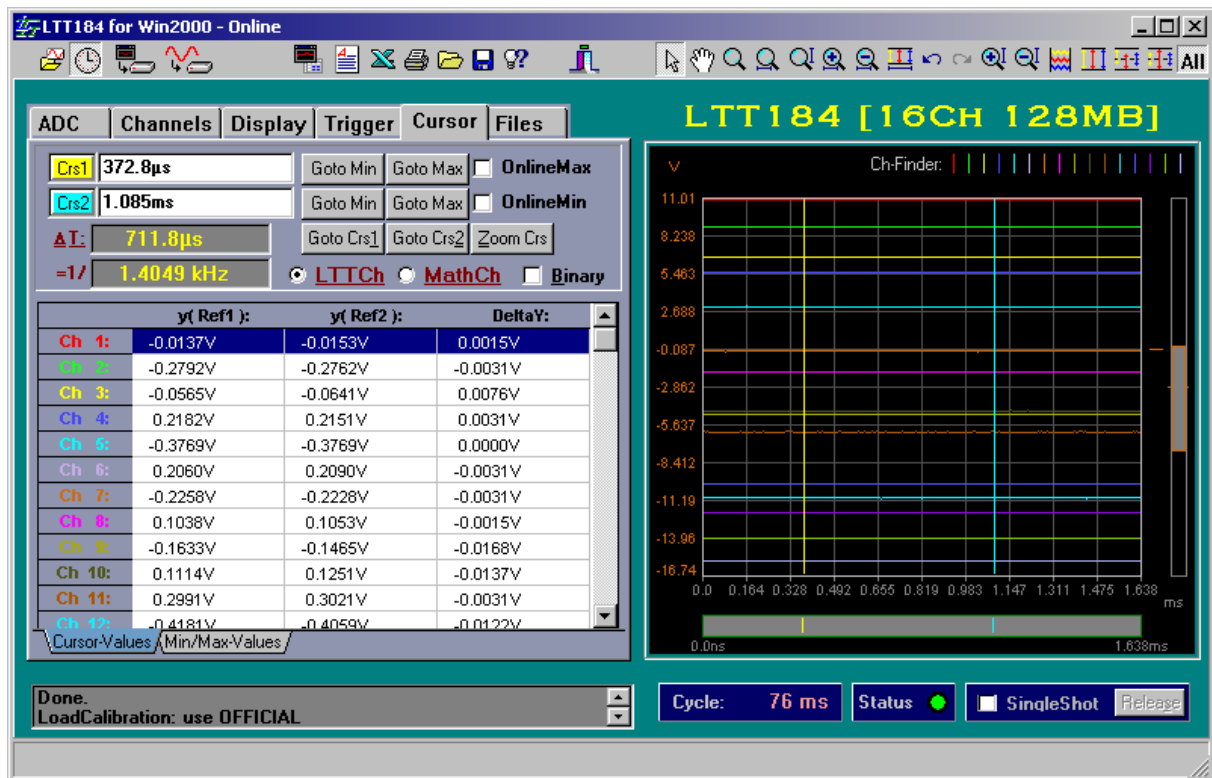 LTT184 for Win2000 - Online
All
ADC Channels Display Trigger Cursor Files
Crs1 372.8µs Goto Min Goto Max OnlineMax
Crs2 1.085ms Goto Min Goto Max OnlineMin
ΔT: 711.8µs Goto Crs1 Goto Crs2 Zoom Crs
=1/ 1.4049 kHz LTTCh MathCh Binary
y( Ref1 ): y( Ref2 ): DeltaY:
Ch 1: -0.0137V -0.0153V 0.0015V
Ch 2: -0.2792V -0.2762V -0.0031V
Ch 3: -0.0565V -0.0641V 0.0076V
Ch 4: 0.2182V 0.2151V 0.0031V
Ch 5: -0.3769V -0.3769V 0.0000V
Ch 6: 0.2060V 0.2090V -0.0031V
Ch 7: -0.2258V -0.2228V -0.0031V
Ch 8: 0.1038V 0.1053V -0.0015V
Ch 9: -0.1633V -0.1465V -0.0168V
Ch 10: 0.1114V 0.1251V -0.0137V
Ch 11: 0.2991V 0.3021V -0.0031V
Ch 12: -0.4181V -0.4059V -0.0122V
Cursor-Values Min/Max-Values
Done.
LoadCalibration: use OFFICIAL
LTT184 [16Ch 128MB]
V Ch-Finder:
11.01
8.238
5.463
2.688
-0.087
-2.862
-5.637
-8.412
-11.19
-13.96
-16.74
0.0 0.164 0.328 0.492 0.655 0.819 0.983 1.147 1.311 1.475 1.638
ms
0.0ns 1.638ms
Cycle: 76 ms Status SingleShot Release